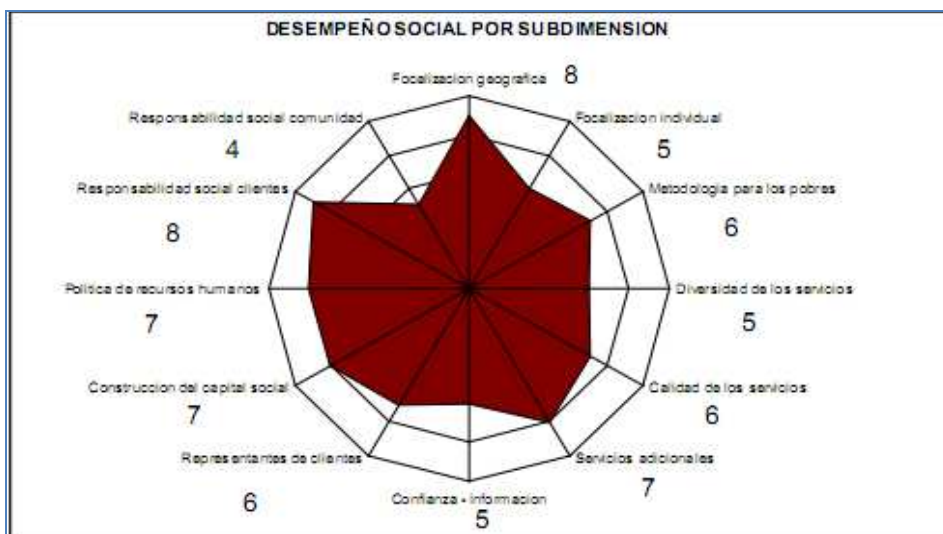 DESEMPEÑO SOCIAL POR SUBDIMENSION
Focalizacion geografica 8
Responsabilidad social comunidad
4
Focalizacion individual
5
Responsabilidad social clientes
8
Metodologia para los pobres
6
Politica de recursos humanos
7
Diversidad de los servicios
5
Construccion del capital social
7
Calidad de los servicios
6
Representantes de clientes
6
Servicios adicionales
7
Confianza - informacion
5